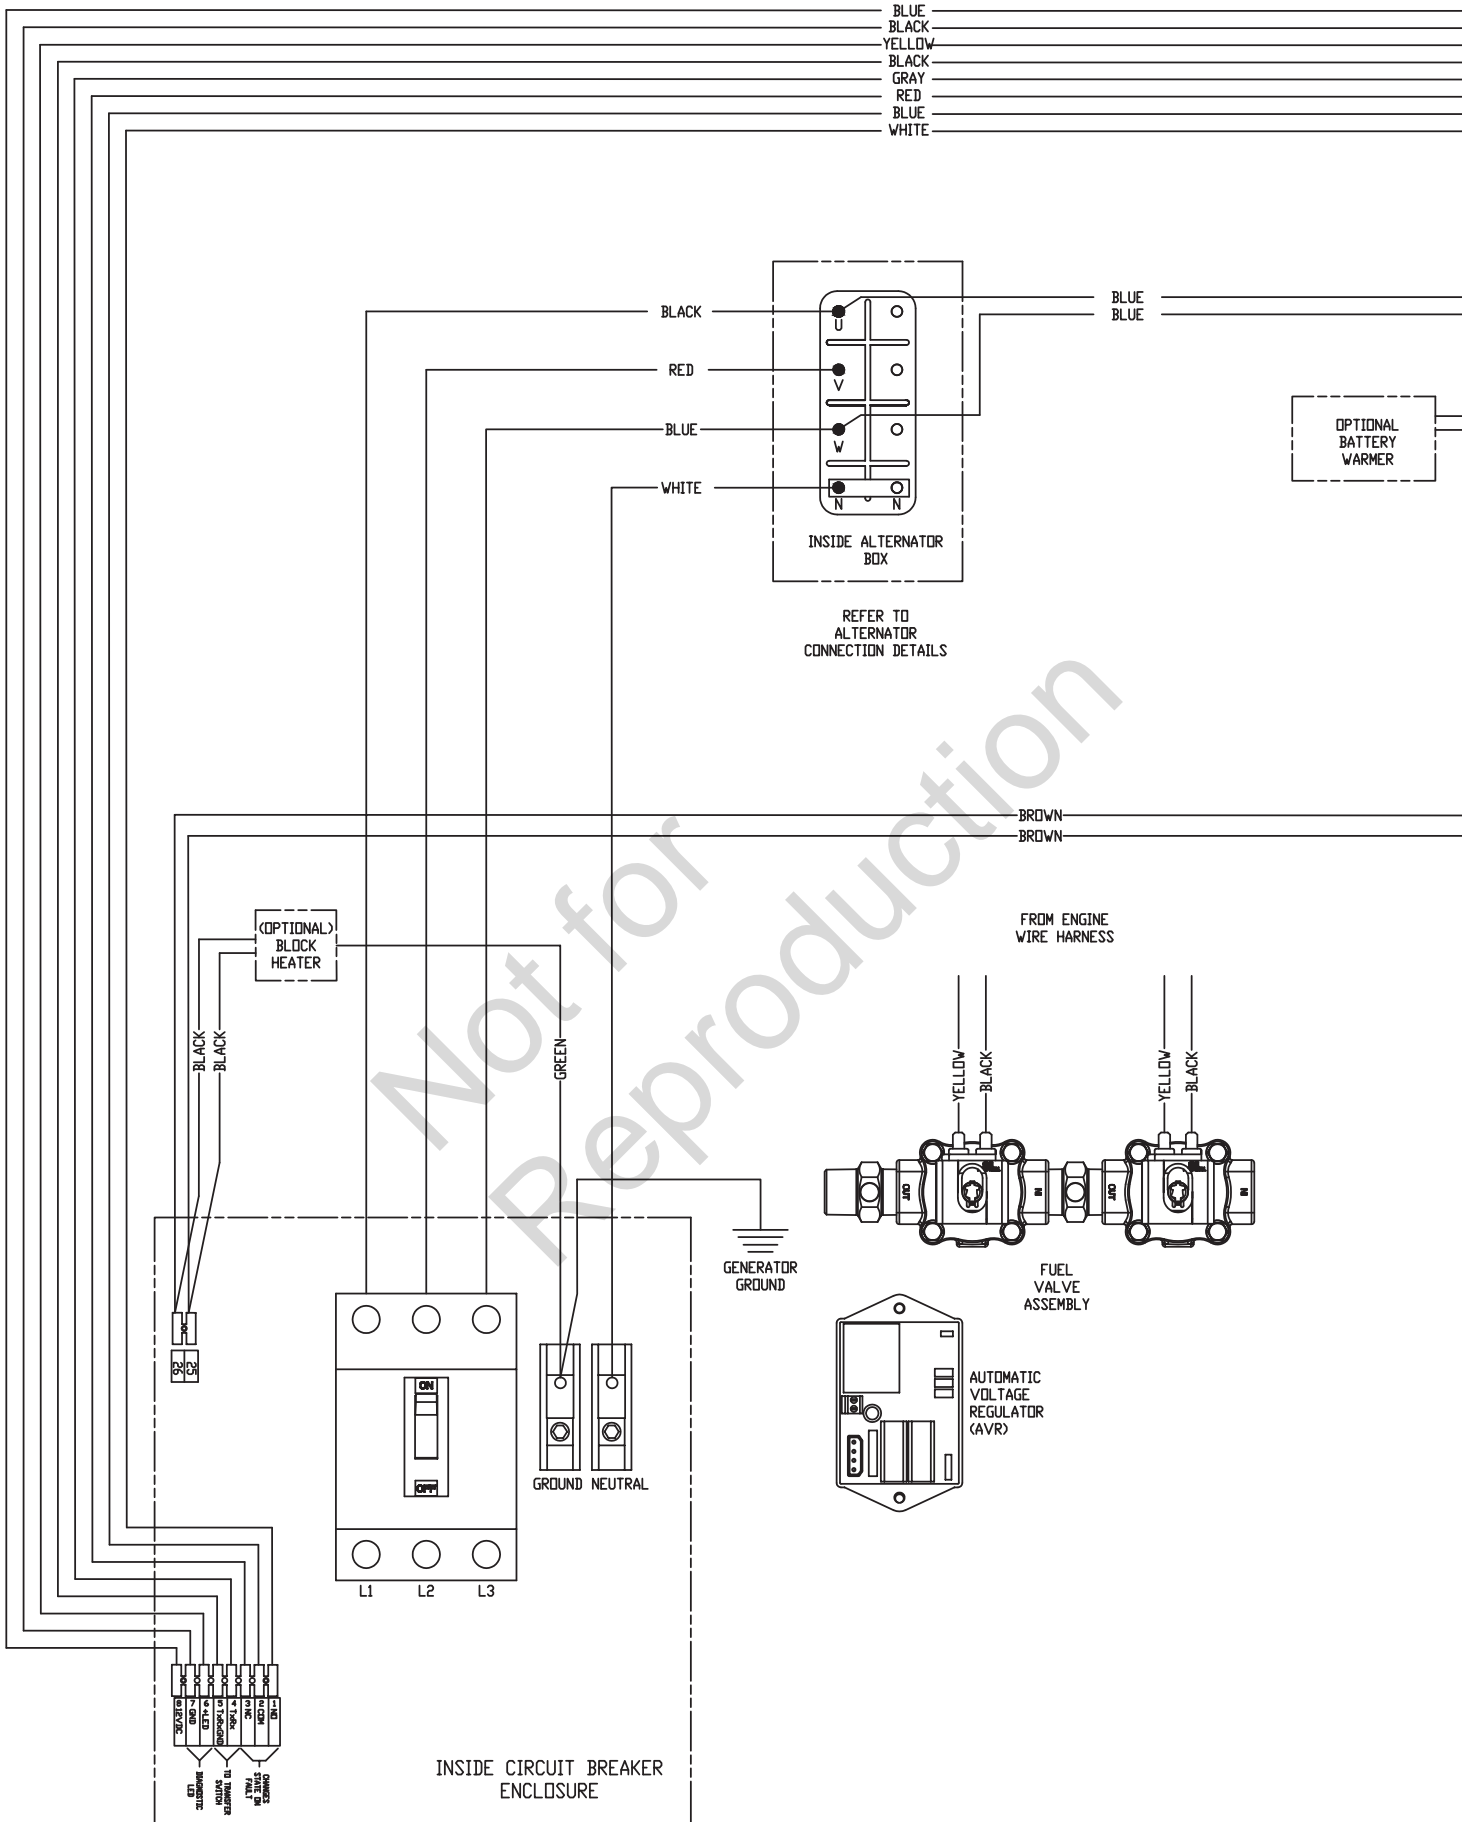 BLUE
BLACK
YELLOW
BLACK
GRAY
RED
BLUE
WHITE
BLACK
RED
BLUE
WHITE
U
V
W
N N
INSIDE ALTERNATOR
BOX
REFER TO
ALTERNATOR
CONNECTION DETAILS
BLUE
BLUE
OPTIONAL
BATTERY
WARMER
BROWN
BROWN
(OPTIONAL)
BLOCK
HEATER
BLACK
BLACK
GREEN
Not for
Reproduction
FROM ENGINE
WIRE HARNESS
YELLOW
BLACK
YELLOW
BLACK
OUT
IN
OUT
IN
FUEL
VALVE
ASSEMBLY
GENERATOR
GROUND
AUTOMATIC
VOLTAGE
REGULATOR
(AVR)
26
25
ON
OFF
GROUND NEUTRAL
L1 L2 L3
8 12VDC
7 GND
6 +LED
5 TxRxGND
4 TxRx
3 NC
2 COM
1 NO
DIAGNOSTIC
LED
TO TRANSFER
SWITCH
CHANGES
STATE ON
FAULT
INSIDE CIRCUIT BREAKER
ENCLOSURE